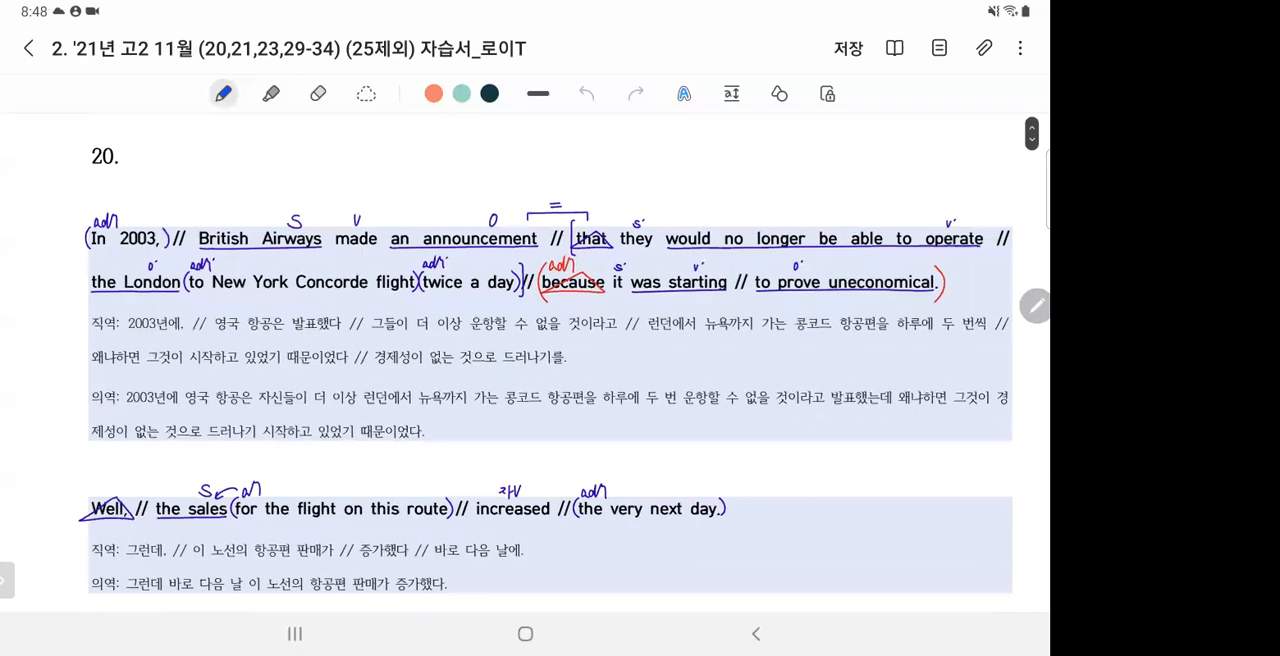 8:48
2. '21년 고2 11월 (20,21,23,29-34) (25제외) 자습서_로이T
저장
20.
= 
adv S V O s' v'
(In 2003,) // British Airways made an announcement // [that they would no longer be able to operate //
o' adv' adv' adv s' v' o'
the London (to New York Concorde flight)(twice a day)]// (because it was starting // to prove uneconomical.)
직역: 2003년에, // 영국 항공은 발표했다 // 그들이 더 이상 운항할 수 없을 것이라고 // 런던에서 뉴욕까지 가는 콩코드 항공편을 하루에 두 번씩 //
왜냐하면 그것이 시작하고 있었기 때문이었다 // 경제성이 없는 것으로 드러나기를.
의역: 2003년에 영국 항공은 자신들이 더 이상 런던에서 뉴욕까지 가는 콩코드 항공편을 하루에 두 번 운항할 수 없을 것이라고 발표했는데 왜냐하면 그것이 경
제성이 없는 것으로 드러나기 시작하고 있었기 때문이었다.
S 자V adv
Well, // the sales (for the flight on this route) // increased // (the very next day.)
직역: 그런데, // 이 노선의 항공편 판매가 // 증가했다 // 바로 다음 날에.
의역: 그런데 바로 다음 날 이 노선의 항공편 판매가 증가했다.